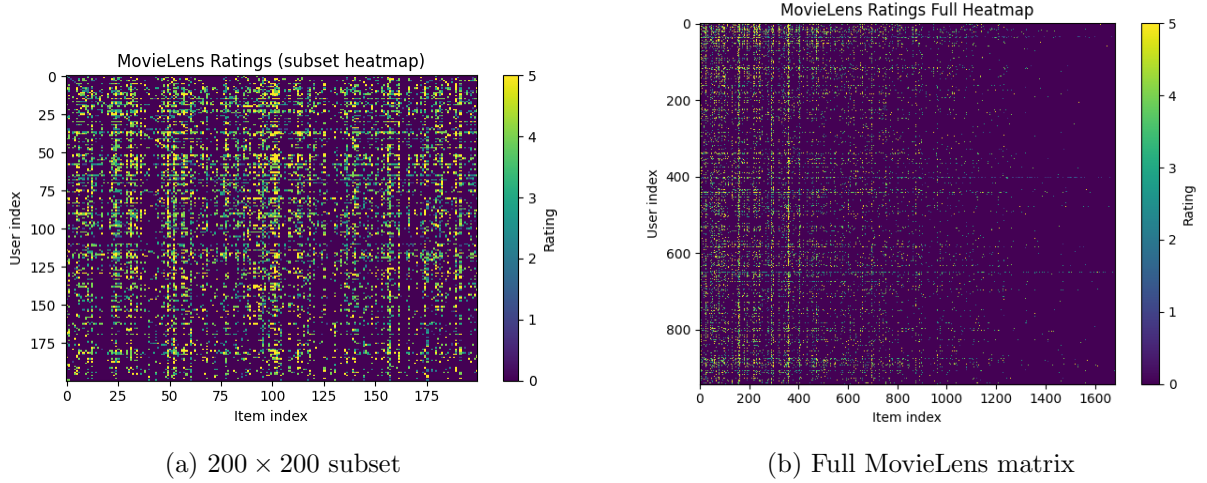 MovieLens Ratings (subset heatmap)
0
25
50
75
100
125
150
175
User index
0 25 50 75 100 125 150 175
Item index
5
4
3
2
1
0
Rating
(a) 200 × 200 subset
MovieLens Ratings Full Heatmap
0
200
400
600
800
User index
0 200 400 600 800 1000 1200 1400 1600
Item index
5
4
3
2
1
0
Rating
(b) Full MovieLens matrix